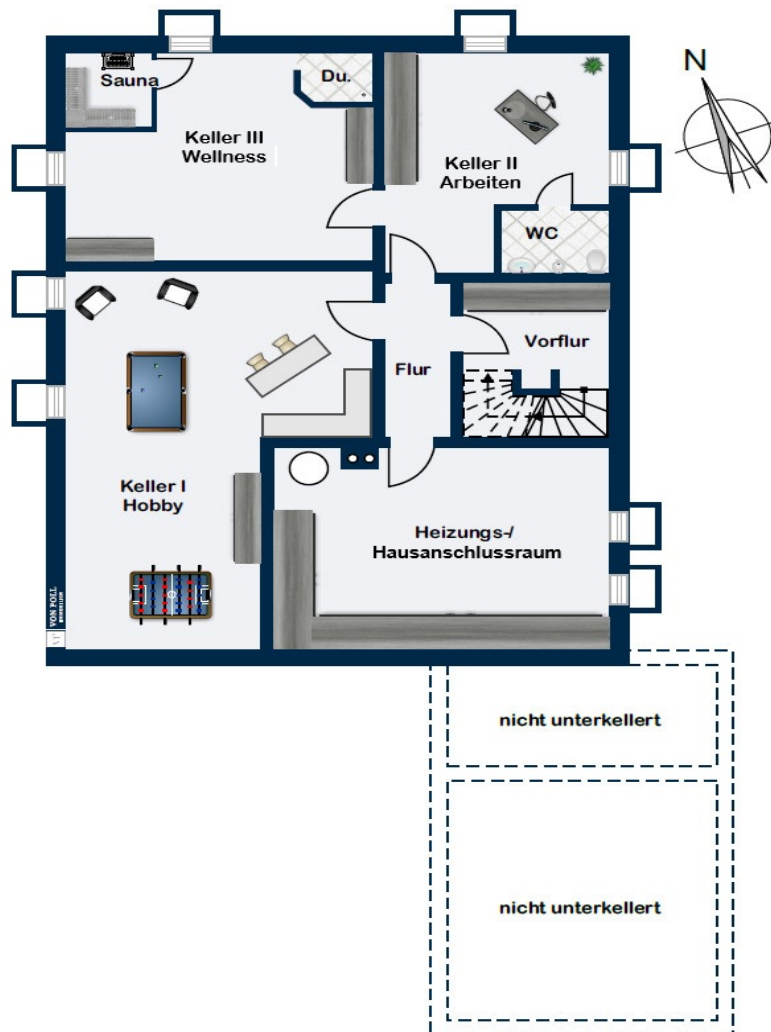 N
Sauna
Du.
Keller III
Wellness
Keller II
Arbeiten
WC
Flur
Vorflur
Keller I
Hobby
Heizungs-/
Hausanschlussraum
VON POLL
IMMOBILIEN
nicht unterkellert
nicht unterkellert